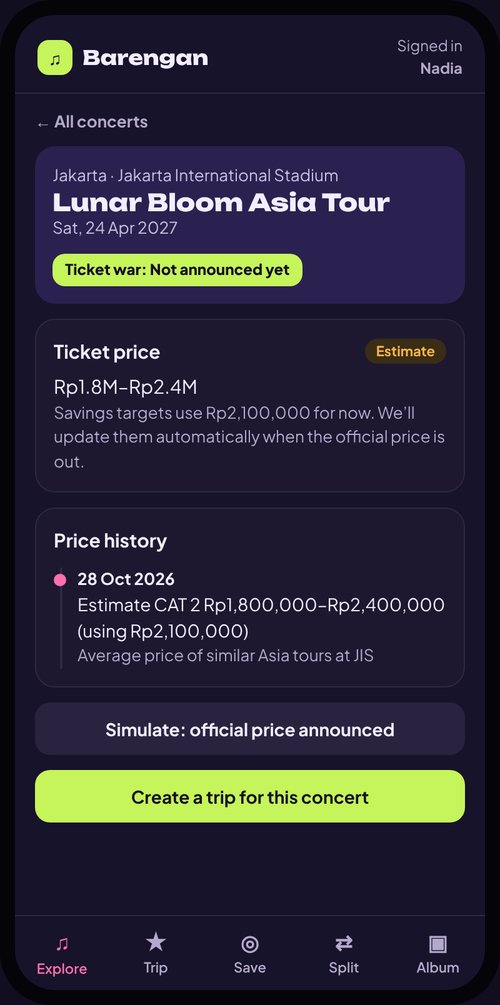 Barengan
Signed in
Nadia
← All concerts
Jakarta · Jakarta International Stadium
Lunar Bloom Asia Tour
Sat, 24 Apr 2027
Ticket war: Not announced yet
Ticket price
Estimate
Rp1.8M–Rp2.4M
Savings targets use Rp2,100,000 for now. We’ll
update them automatically when the official price is
out.
Price history
28 Oct 2026
Estimate CAT 2 Rp1,800,000–Rp2,400,000
(using Rp2,100,000)
Average price of similar Asia tours at JIS
Simulate: official price announced
Create a trip for this concert
Explore
Trip
Save
Split
Album